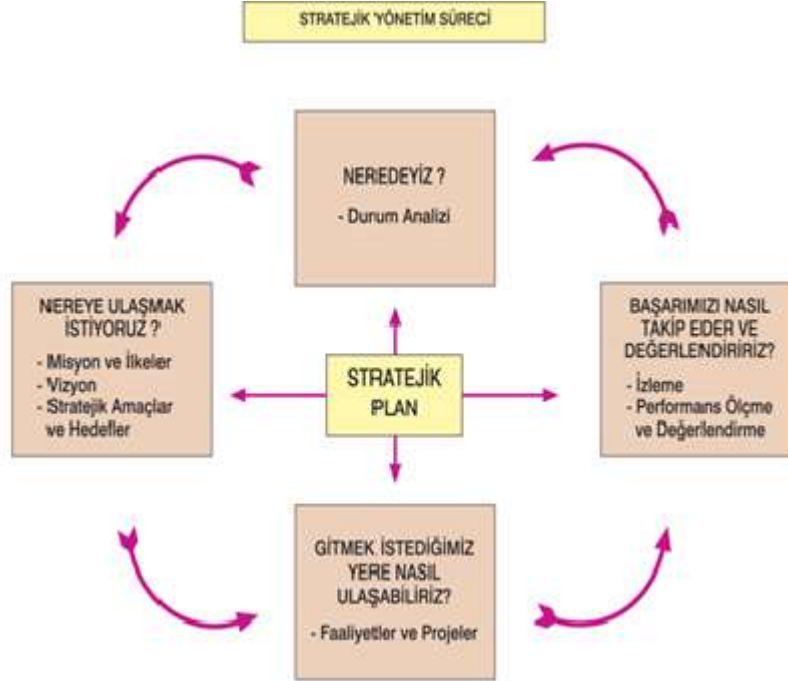 STRATEJİK YÖNETİM SÜRECİ
NEREDEYİZ ?
- Durum Analizi
NEREYE ULAŞMAK
İSTİYORUZ ?
- Misyon ve İlkeler
- Vizyon
- Stratejik Amaçlar
ve Hedefler
STRATEJİK
PLAN
BAŞARIMIZI NASIL
TAKİP EDER VE
DEĞERLENDİRİRİZ?
- İzleme
- Performans Ölçme
ve Değerlendirme
GİTMEK İSTEDİĞİMİZ
YERE NASIL
ULAŞABİLİRİZ?
- Faaliyetler ve Projeler